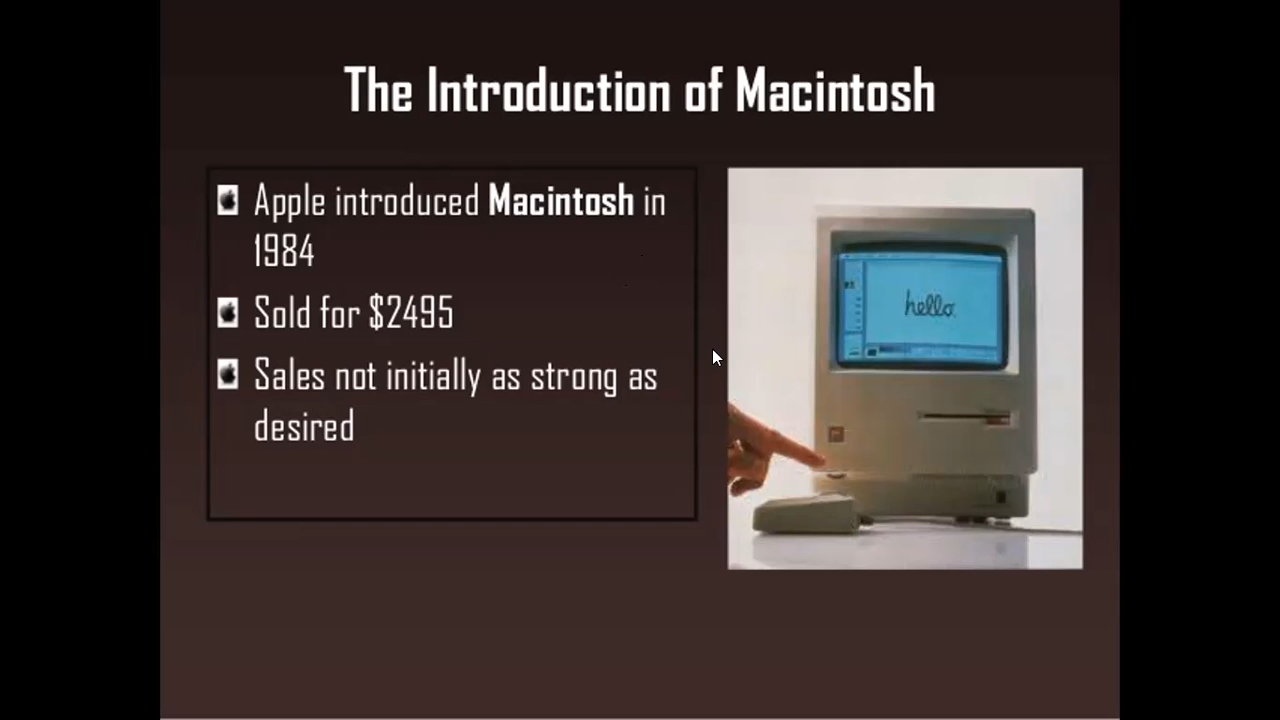 The Introduction of Macintosh
Apple introduced Macintosh in
1984
Sold for $2495
Sales not initially as strong as
desired
hello.